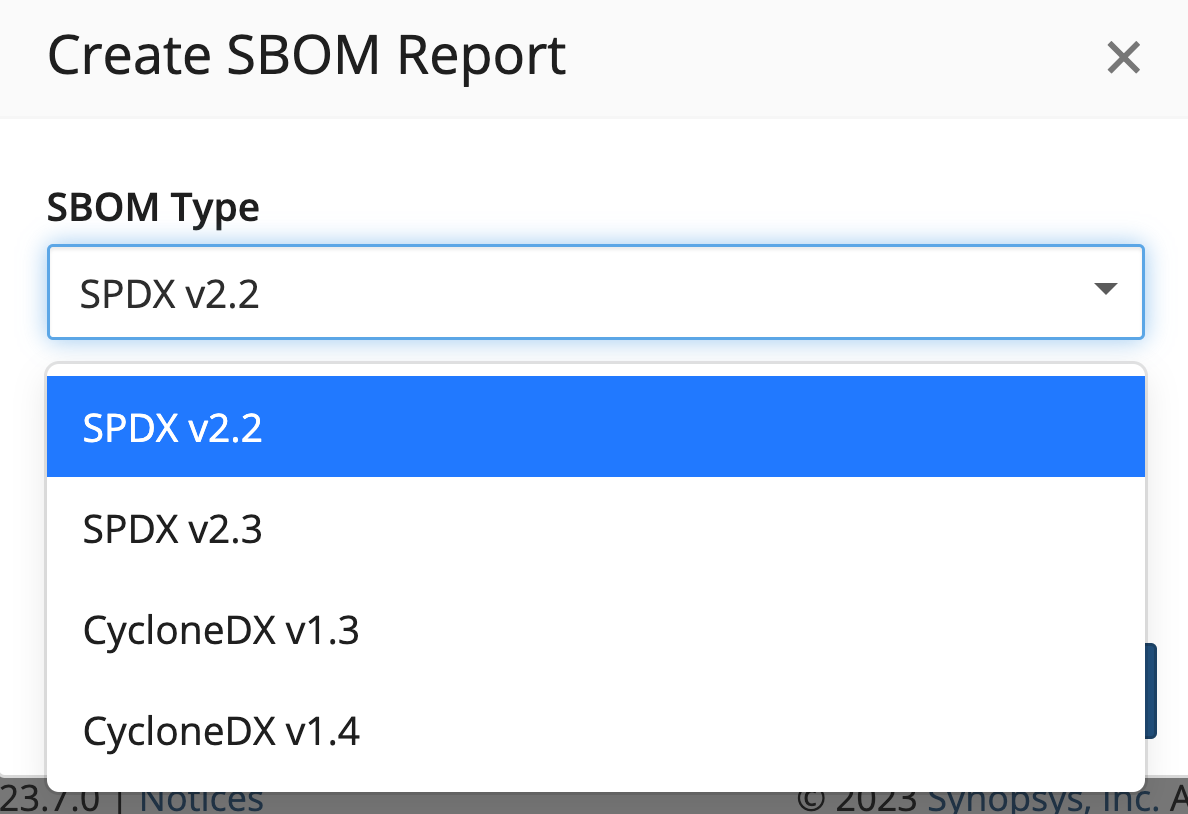 Create SBOM Report
SBOM Type
SPDX v2.2
SPDX v2.2
SPDX v2.3
CycloneDX v1.3
CycloneDX v1.4
23.7.0 | Notices © 2023 Synopsys, Inc. A